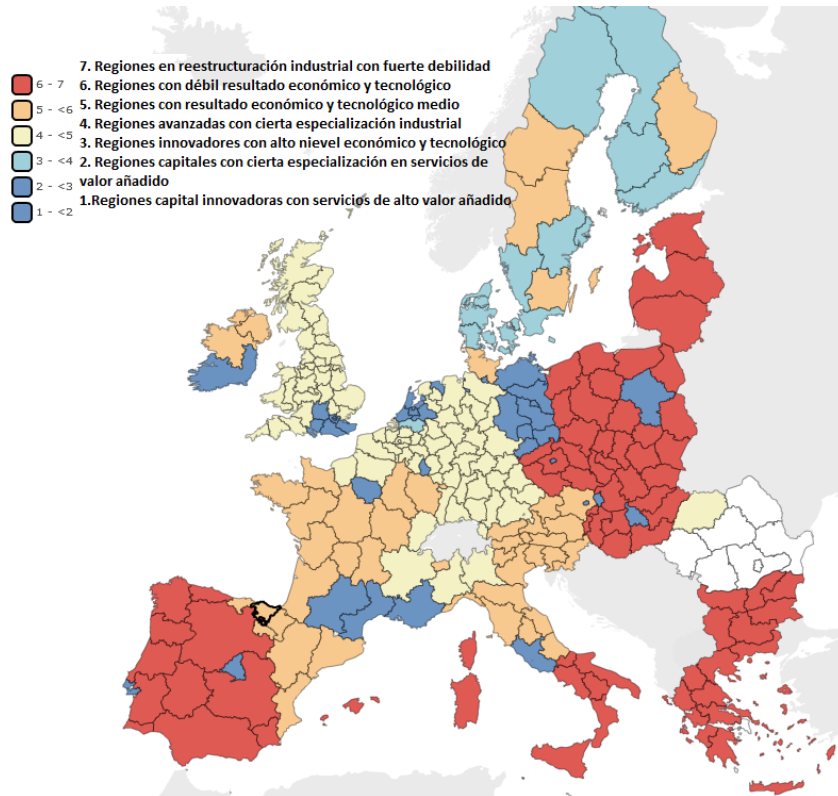 7. Regiones en reestructuración industrial con fuerte debilidad
6 - 7
6. Regiones con débil resultado económico y tecnológico
5 - <6
5. Regiones con resultado económico y tecnológico medio
4 - <5
4. Regiones avanzadas con cierta especialización industrial
3. Regiones innovadores con alto nievel económico y tecnológico
3 - <4
2. Regiones capitales con cierta especialización en servicios de
2 - <3
valor añadido
1 - <2
1.Regiones capital innovadoras con servicios de alto valor añadido